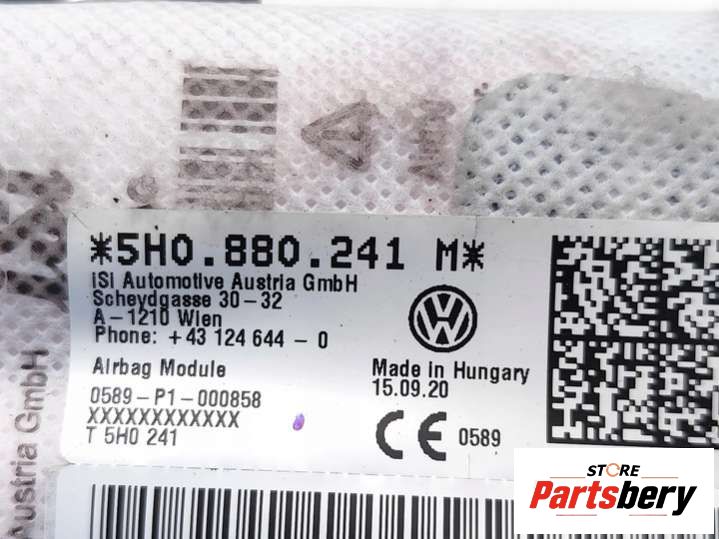 *5H0.880.241 M*
iSi Automotive Austria GmbH
Scheydgasse 30-32
A-1210 Wien
Phone: +43 124 644-0
Airbag Module
Made in Hungary
15.09.20
0589-P1-000858
XXXXXXXXXXXX
T 5H0 241
CE 0589
Austria GmbH
STORE
Partsbery